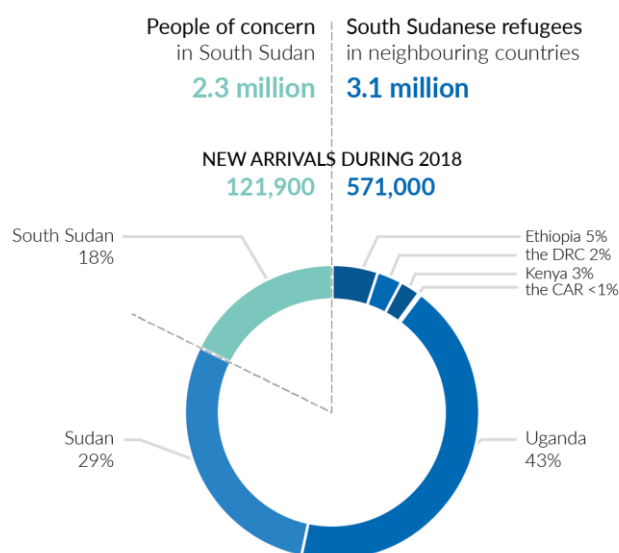 People of concern
in South Sudan
2.3 million
South Sudanese refugees
in neighbouring countries
3.1 million
NEW ARRIVALS DURING 2018
121,900
571,000
South Sudan
18%
Ethiopia 5%
the DRC 2%
Kenya 3%
the CAR <1%
Sudan
29%
Uganda
43%